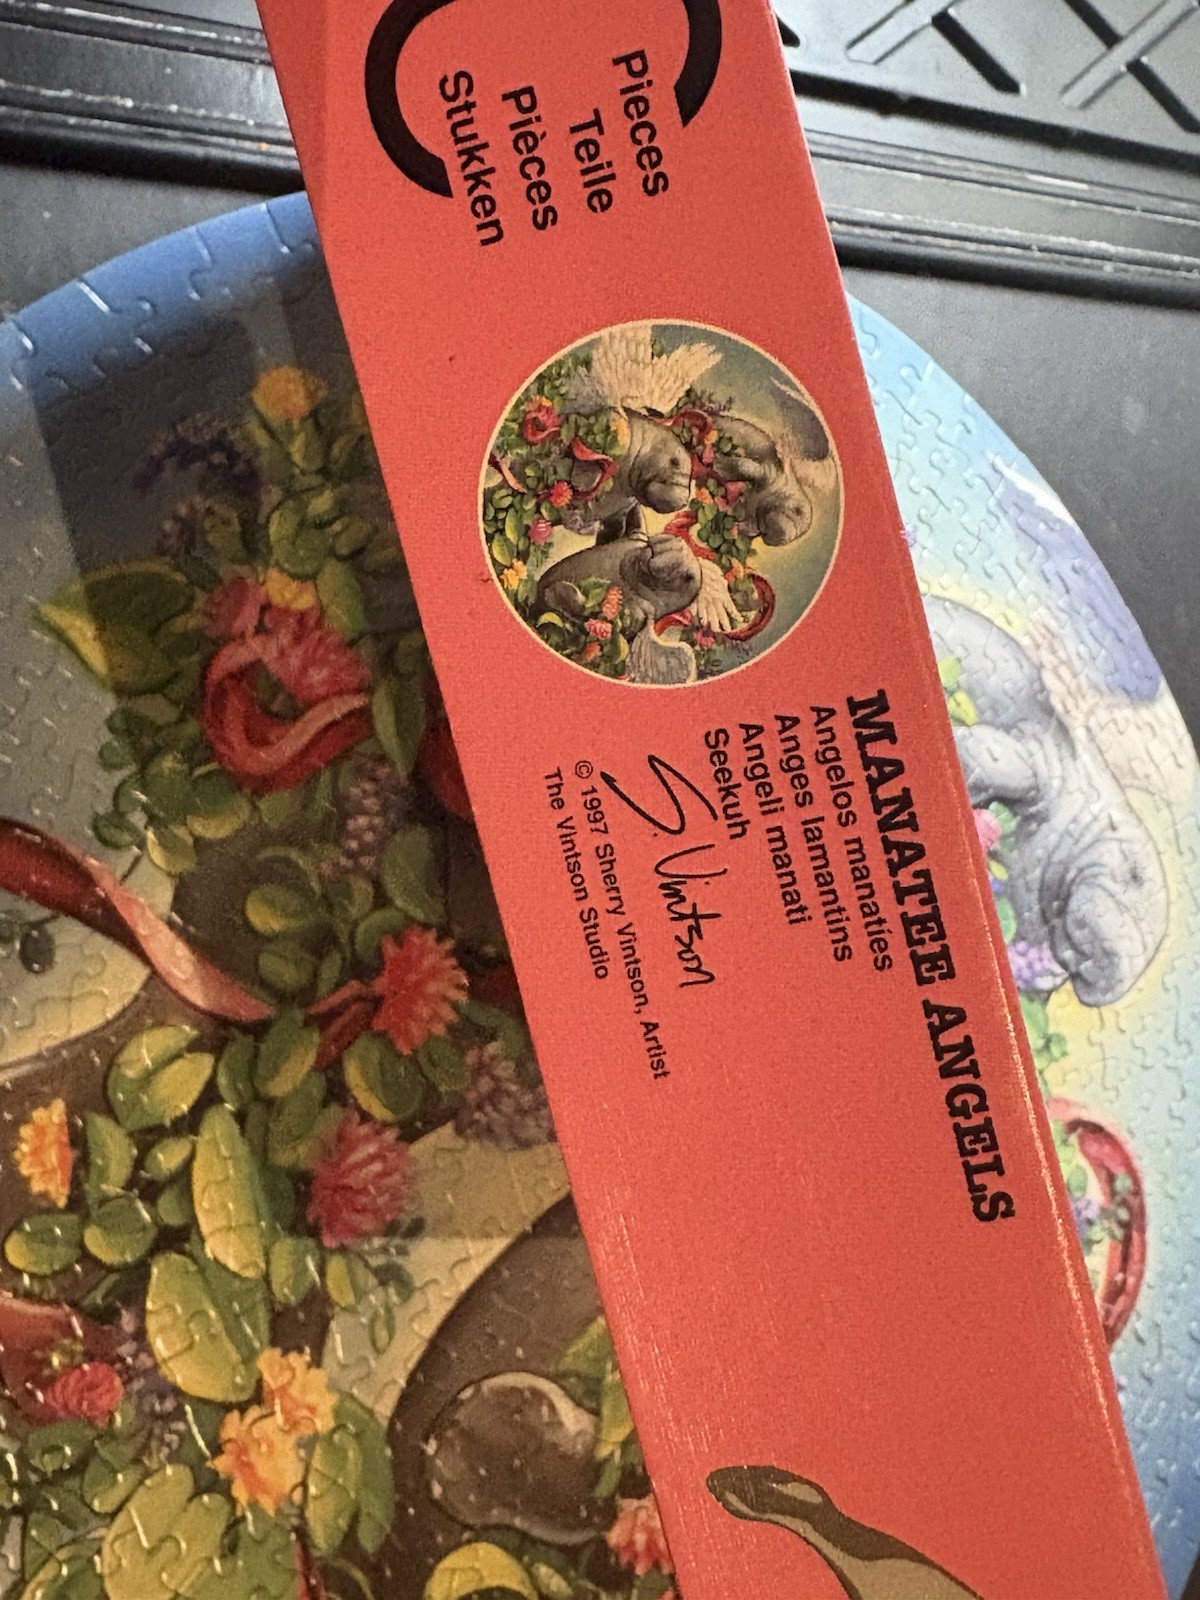 Pieces
Teile
Pièces
Stukken
MANATEE ANGELS
Angelos manaties
Anges lamantins
Angeli manati
Seekuh
S. Vintson
© 1997 Sherry Vintson, Artist
The Vintson Studio